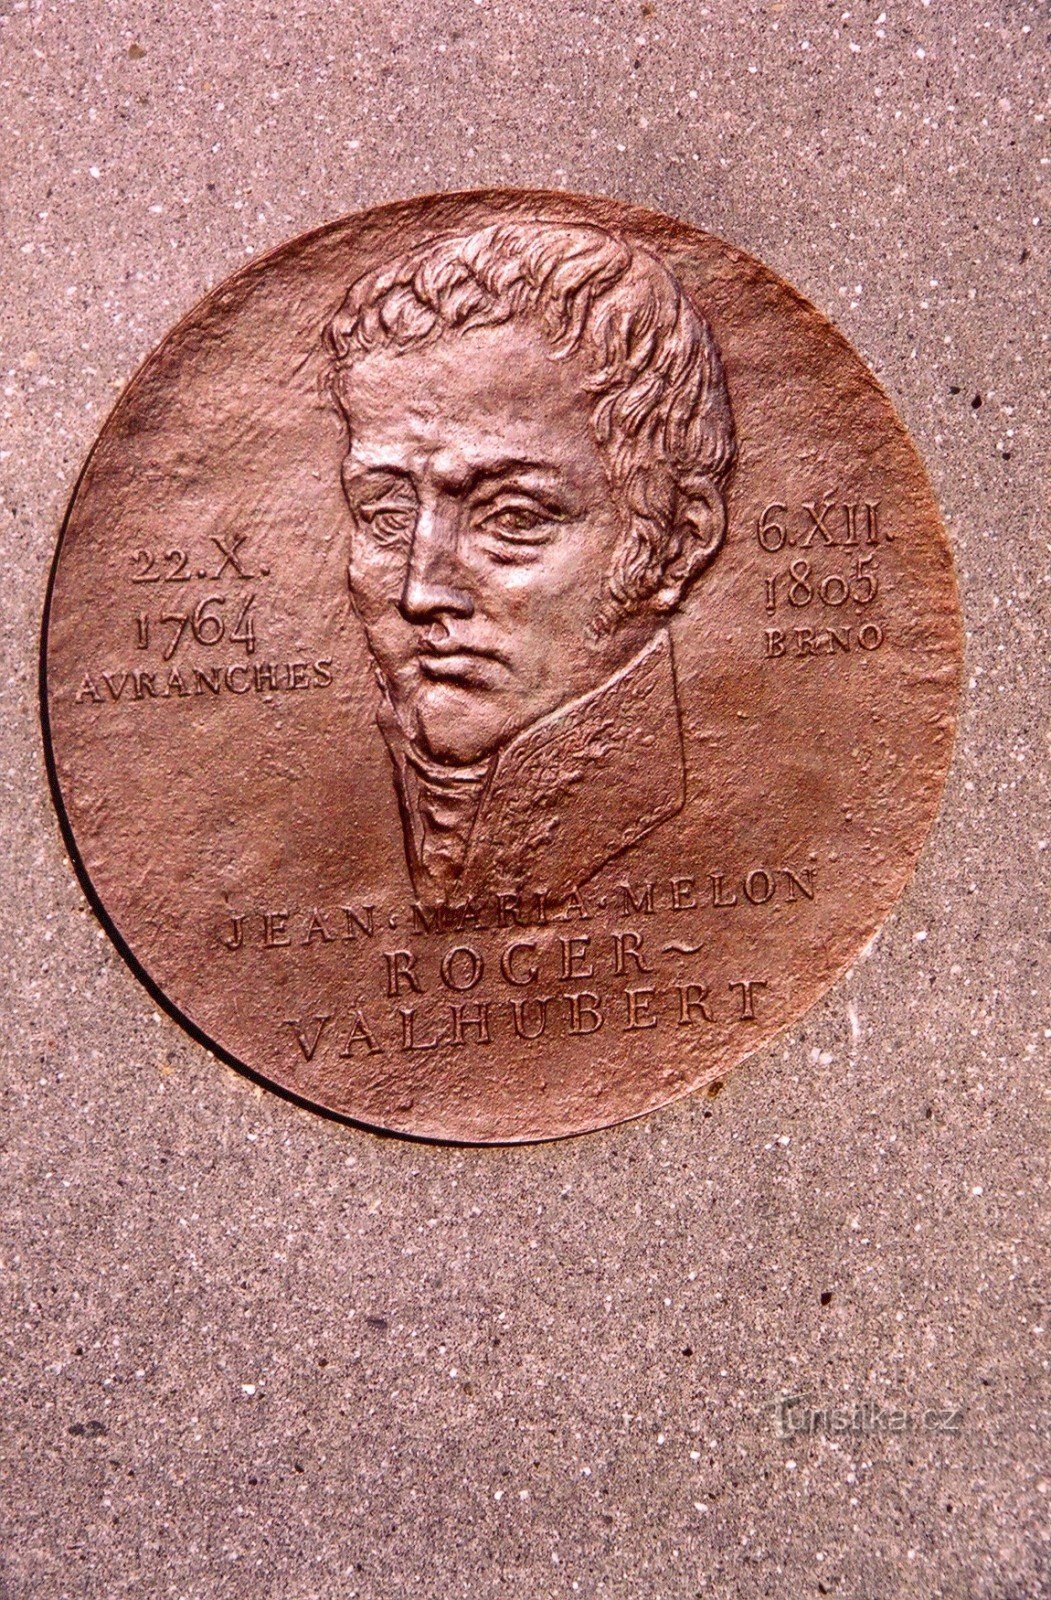 22.X.
1764
AVRANCHES
6.XII.
1805
BRNO
JEAN·MARIA·MELON
ROGER~
VALHUBERT
Turistika.cz